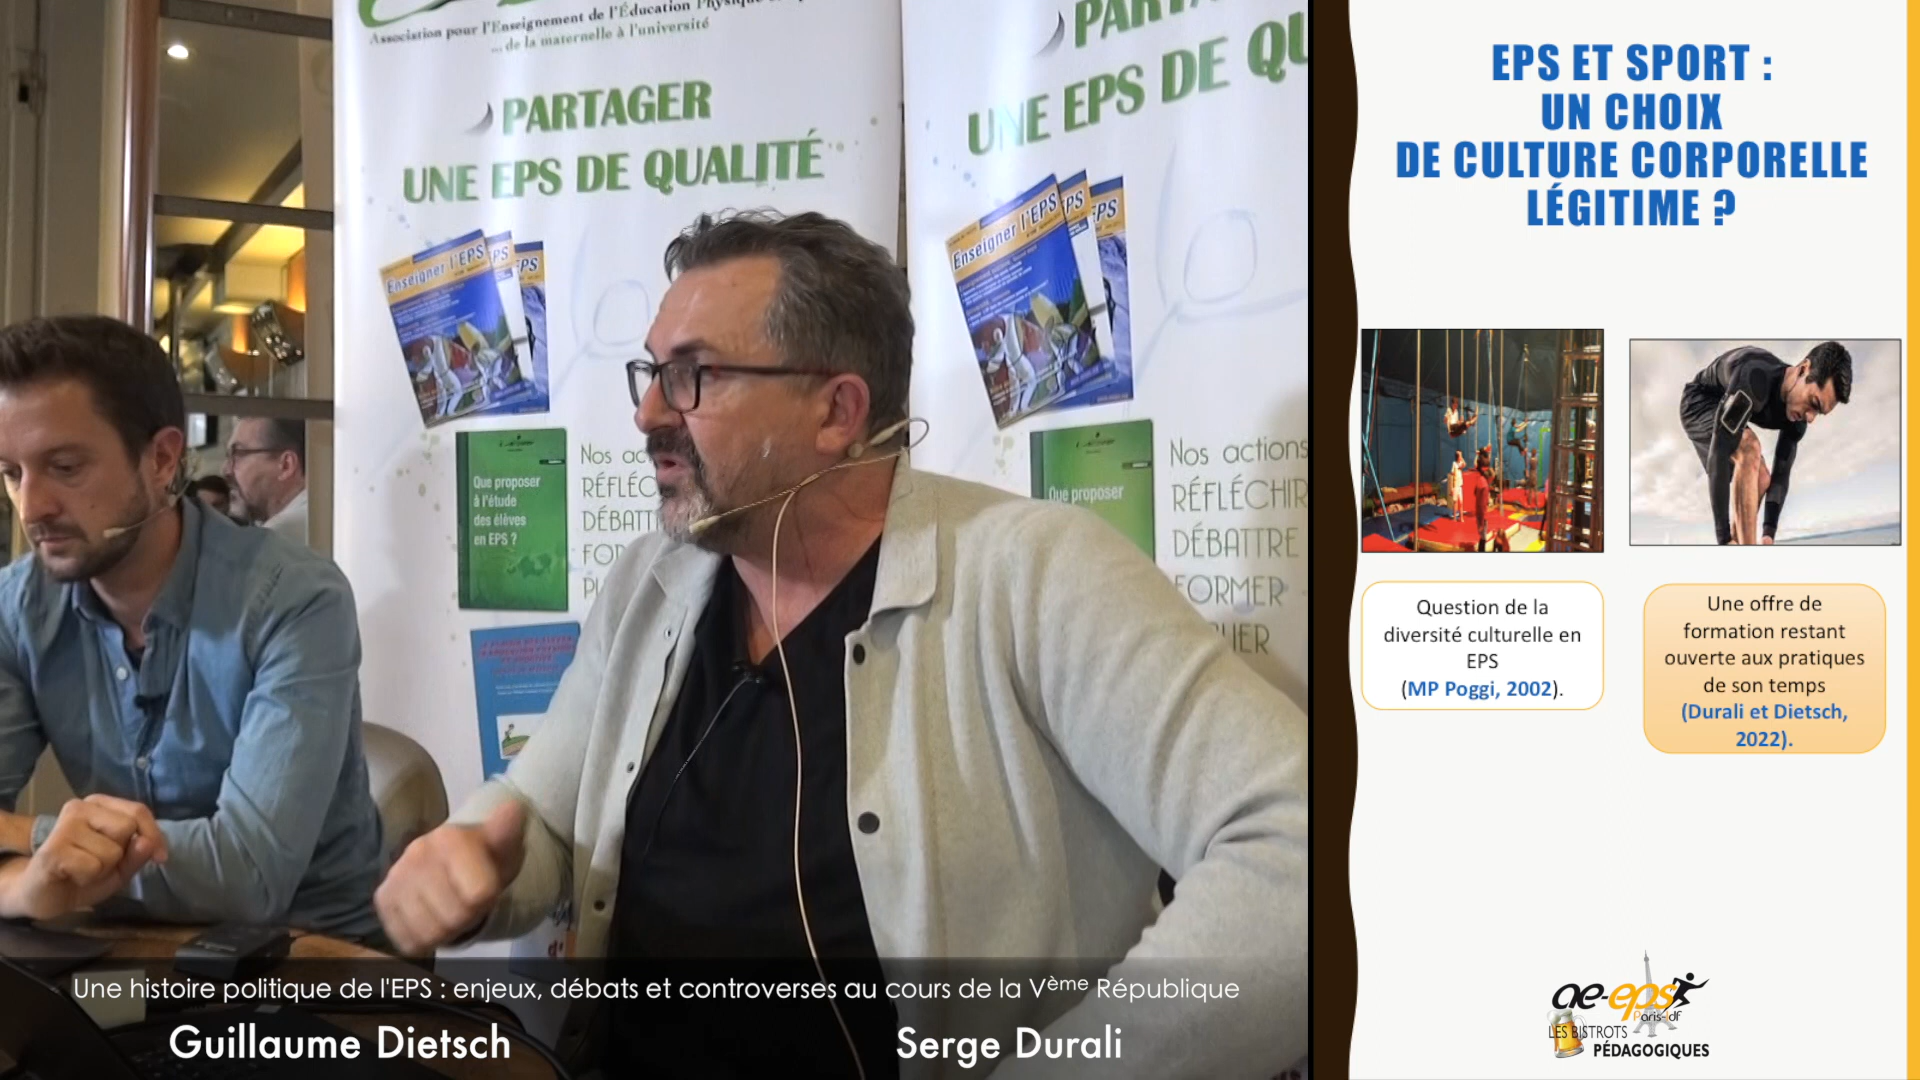 Association pour l'Enseignement de l'Éducation Physique
... de la maternelle à l'université
PARTAGER
UNE EPS DE QUALITÉ
Enseigner l'EPS
EPS
EPS
Que proposer
à l'étude
des élèves
en EPS ?
Nos
RÉFLÉC
DÉBATT
FOR
UNE EPS DE QU
Enseigner l'EPS
EPS
EPS
Que proposer
Nos actions
RÉFLÉCHIR
DÉBATTRE
FORMER
Une histoire politique de l'EPS : enjeux, débats et controverses au cours de la Vème République
Guillaume Dietsch
Serge Durali
EPS ET SPORT :
UN CHOIX
DE CULTURE CORPORELLE
LÉGITIME ?
Question de la
diversité culturelle en
EPS
(MP Poggi, 2002).
Une offre de
formation restant
ouverte aux pratiques
de son temps
(Durali et Dietsch,
2022).
ae-eps
Paris-Idf
LES BISTROTS
PÉDAGOGIQUES